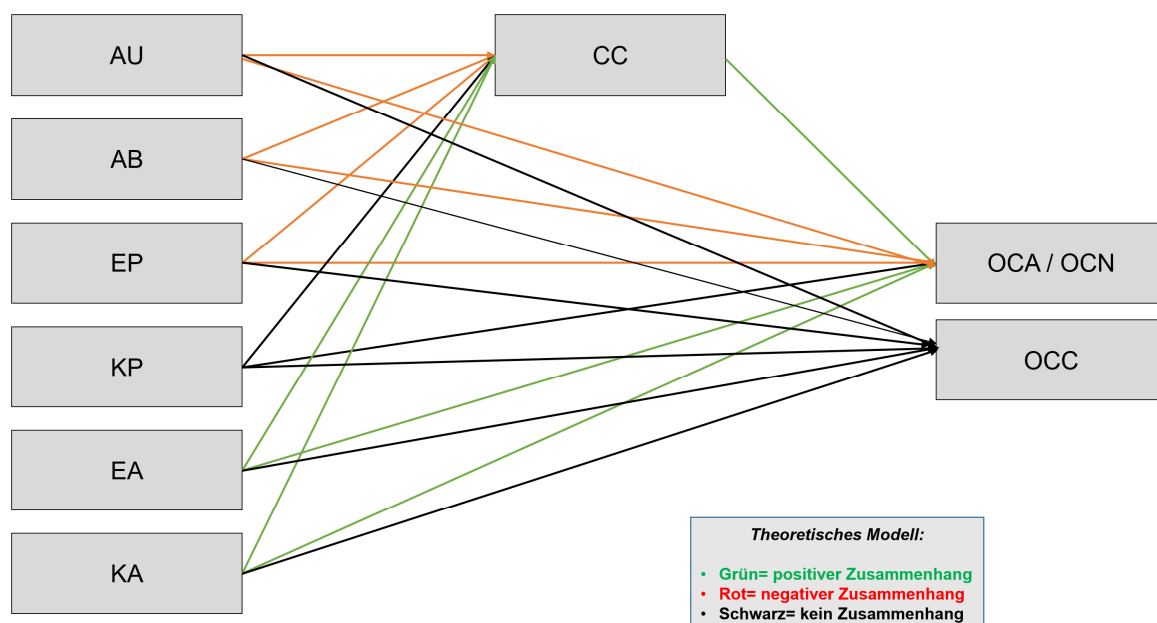 AU
CC
AB
EP
OCA / OCN
KP
OCC
EA
KA
Theoretisches Modell:
• Grün= positiver Zusammenhang
• Rot= negativer Zusammenhang
• Schwarz= kein Zusammenhang